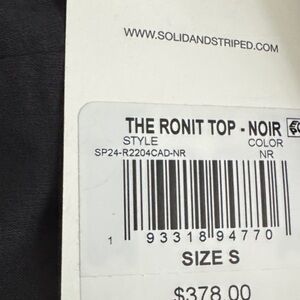 WWW.SOLIDANDSTRIPED.COM
THE RONIT TOP - NOIR
STYLE COLOR
SP24-R2204CAD-NR NR
1 93318 94770
SIZE S
$378.00